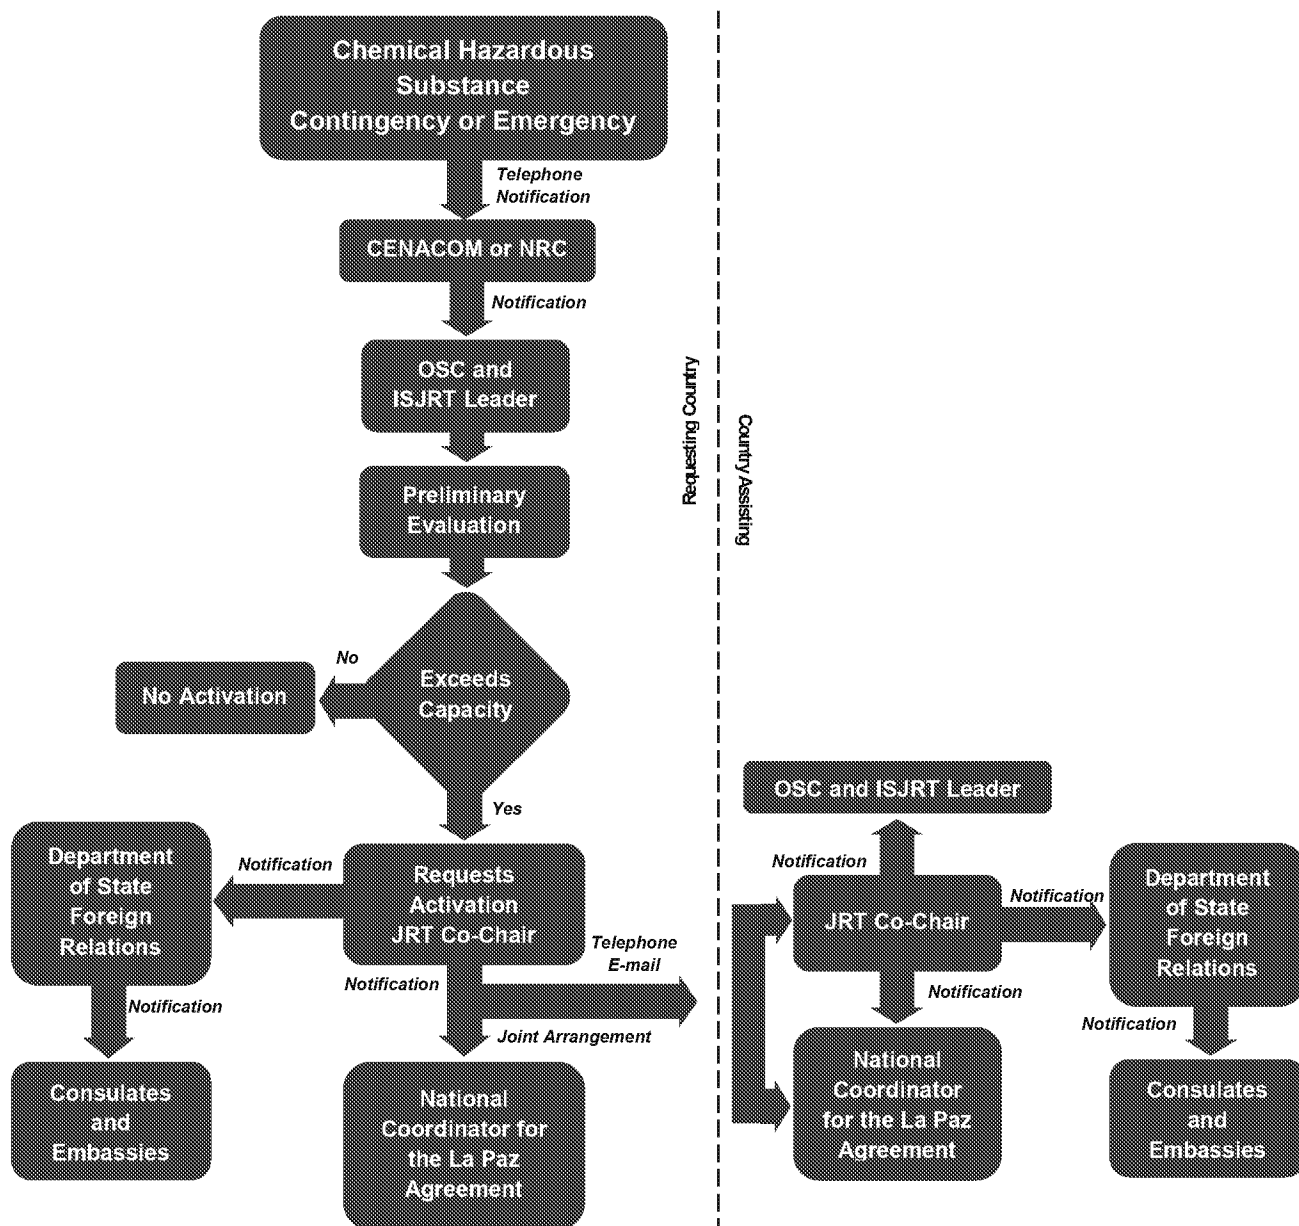 Chemical Hazardous
Substance
Contingency or Emergency
Telephone
Notification
CENACOM or NRC
Notification
OSC and
ISJRT Leader
Preliminary
Evaluation
Exceeds
Capacity
No
No Activation
Yes
Requests
Activation
JRT Co-Chair
Notification
Department
of State
Foreign
Relations
Notification
Consulates
and
Embassies
Notification
Telephone
E-mail
Joint Arrangement
National
Coordinator for
the La Paz
Agreement
Requesting Country
Country Assisting
OSC and ISJRT Leader
Notification
JRT Co-Chair
Notification
Department
of State
Foreign
Relations
Notification
National
Coordinator
for the La Paz
Agreement
Notification
Consulates
and
Embassies